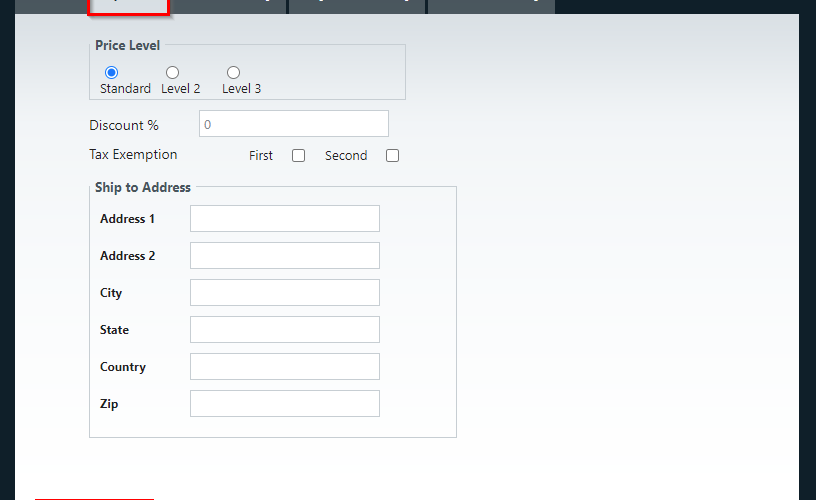 Price Level
Standard Level 2 Level 3
Discount % 0
Tax Exemption First Second
Ship to Address
Address 1
Address 2
City
State
Country
Zip